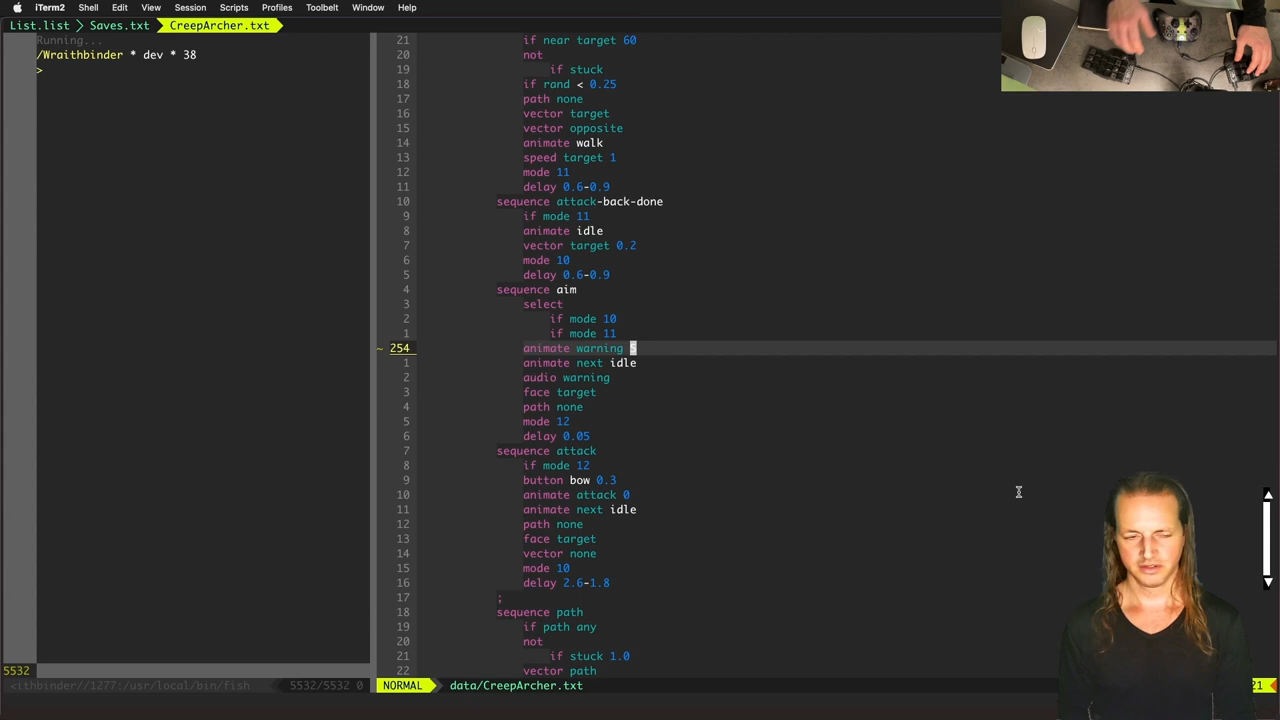 iTerm2 Shell Edit View Session Scripts Profiles Toolbelt Window Help
List.list Saves.txt CreepArcher.txt
Running...
/Wraithbinder * dev * 38
>
21 if near target 60
20 not
19 if stuck
18 if rand < 0.25
17 path none
16 vector target
15 vector opposite
14 animate walk
13 speed target 1
12 mode 11
11 delay 0.6-0.9
10 sequence attack-back-done
9 if mode 11
8 animate idle
7 vector target 0.2
6 mode 10
5 delay 0.6-0.9
4 sequence aim
3 select
2 if mode 10
1 if mode 11
~ 254 animate warning 5
1 animate next idle
2 audio warning
3 face target
4 path none
5 mode 12
6 delay 0.05
7 sequence attack
8 if mode 12
9 button bow 0.3
10 animate attack 0
11 animate next idle
12 path none
13 face target
14 vector none
15 mode 10
16 delay 2.6-1.8
17 ;
18 sequence path
19 if path any
20 not
21 if stuck 1.0
22 vector path
5532
<ithbinder//1277:/usr/local/bin/fish 5532/5532 0
NORMAL data/CreepArcher.txt